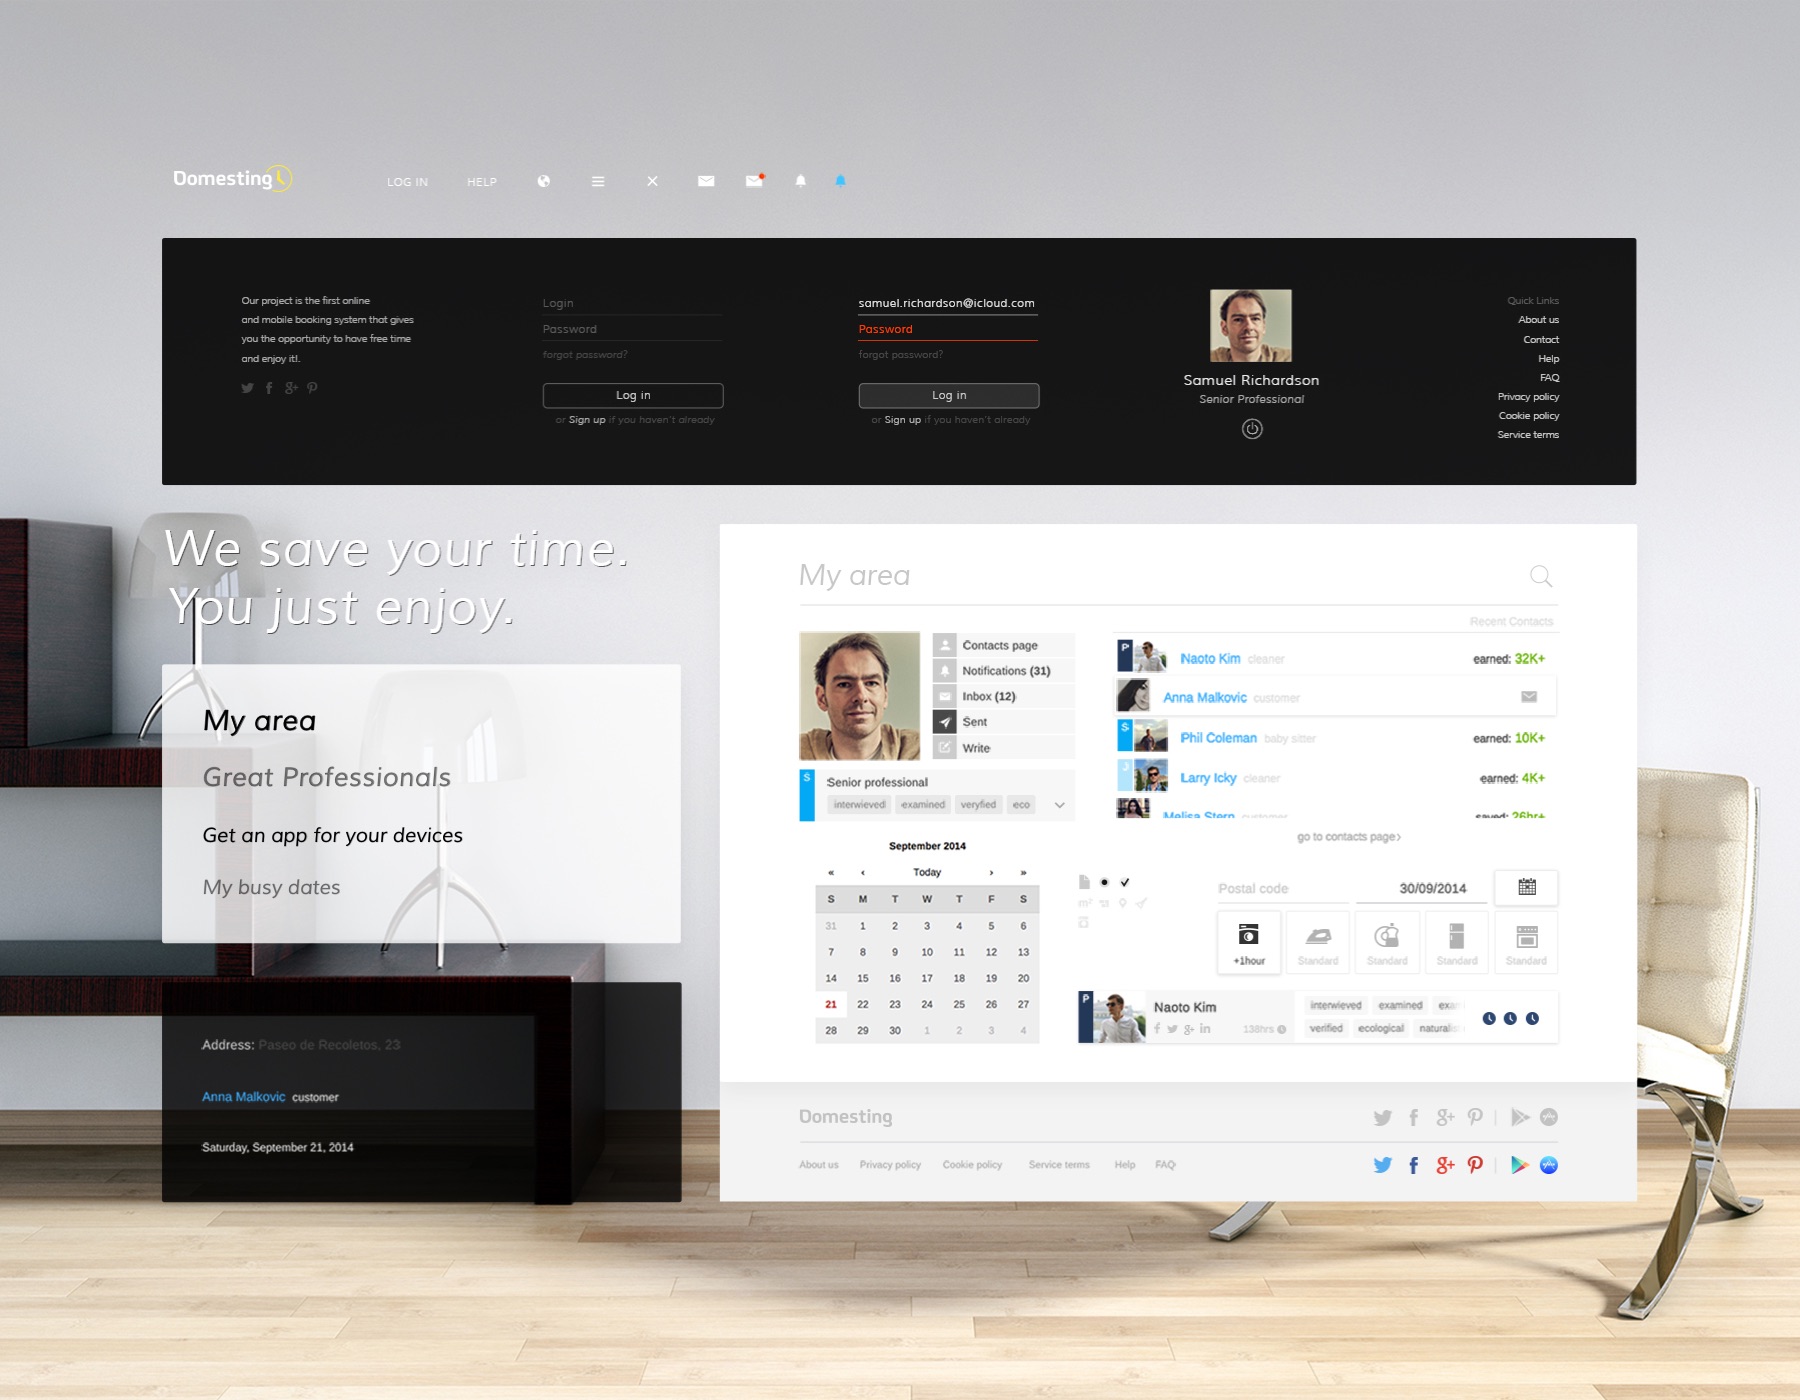 Domesting
LOG IN
HELP
Our project is the first online
and mobile booking system that gives
you the opportunity to have free time
and enjoy it!.
Login
Password
forgot password?
Log in
or Sign up if you haven't already
samuel.richardson@icloud.com
Password
forgot password?
Log in
or Sign up if you haven't already
Samuel Richardson
Senior Professional
Quick Links
About us
Contact
Help
FAQ
Privacy policy
Cookie policy
Service terms
We save your time.
You just enjoy.
My area
Great Professionals
Get an app for your devices
My busy dates
Address: Paseo de Recoletos, 23
Anna Malkovic customer
Saturday, September 21, 2014
My area
Contacts page
Notifications (31)
Inbox (12)
Sent
Write
S
Senior professional
interwieved examined veryfied eco
Recent Contacts
P Naoto Kim cleaner earned: 32K+
Anna Malkovic customer
S Phil Coleman baby sitter earned: 10K+
J Larry Icky cleaner earned: 4K+
Melisa Stern customer saved: 26hr+
go to contacts page›
September 2014
« ‹ Today › »
S M T W T F S
31 1 2 3 4 5 6
7 8 9 10 11 12 13
14 15 16 17 18 19 20
21 22 23 24 25 26 27
28 29 30 1 2 3 4
m²
Postal code
30/09/2014
+1hour
Standard
Standard
Standard
Standard
P
Naoto Kim
138hrs
interwieved examined exa
verified ecological naturalis
Domesting
About us Privacy policy Cookie policy Service terms Help FAQ